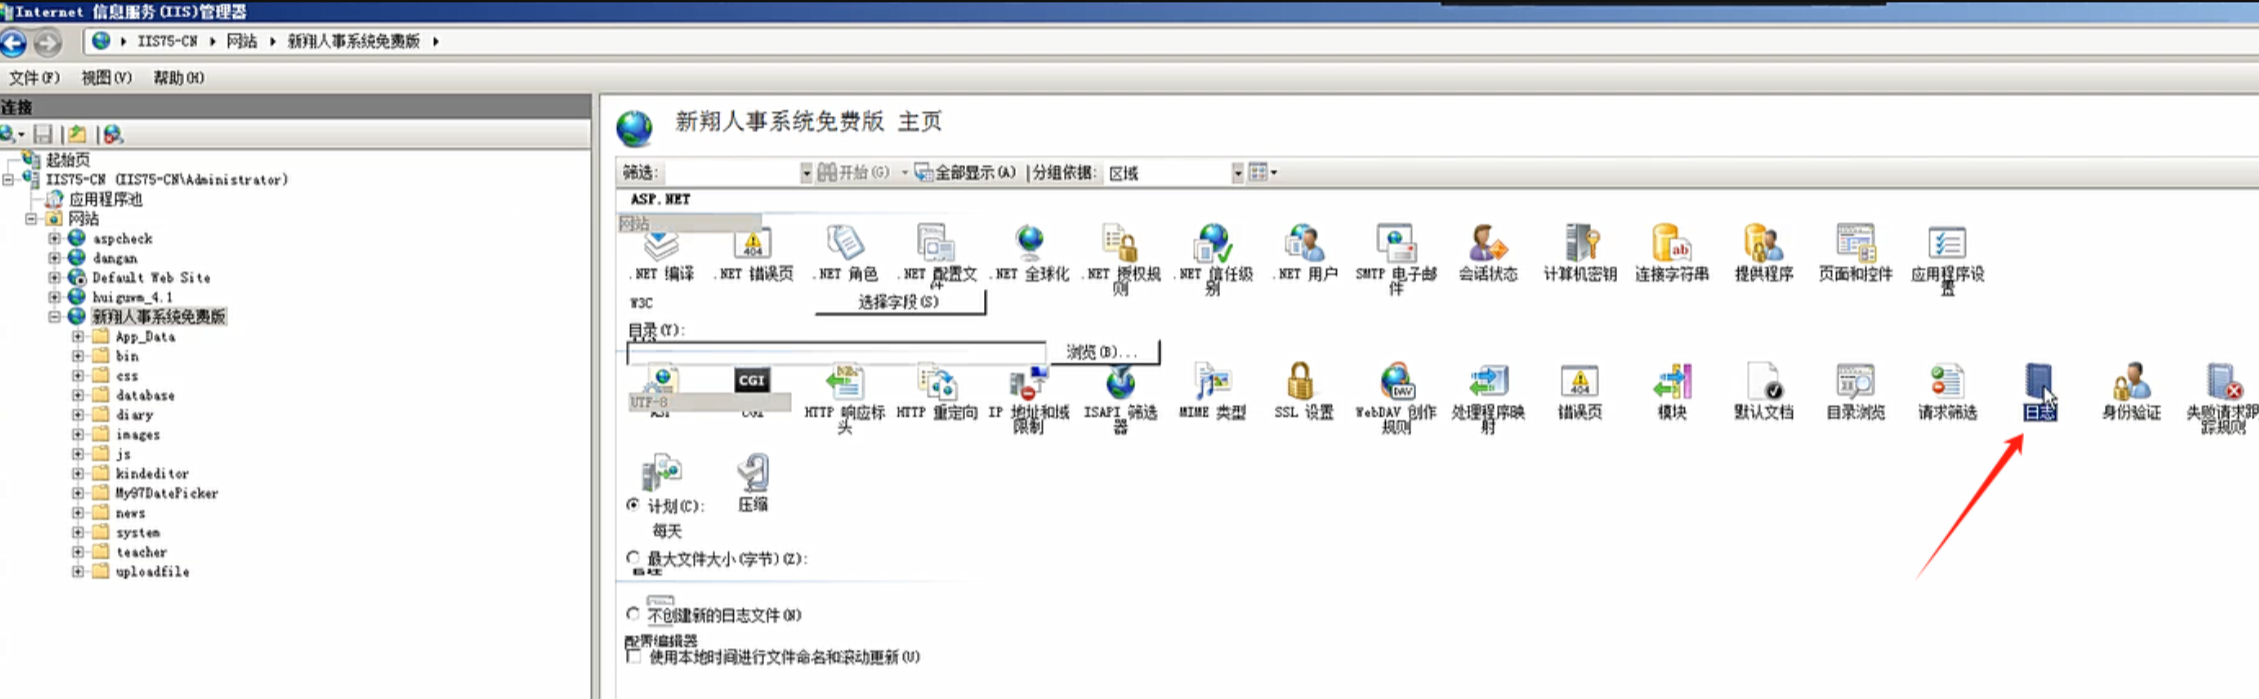 Internet 信息服务(IIS)管理器
IIS75-CN 网站 新翔人事系统免费版
文件(F) 视图(V) 帮助(H)
连接
起始页
IIS75-CN (IIS75-CN\Administrator)
应用程序池
网站
aspcheck
dangan
Default Web Site
huiguwm_4.1
新翔人事系统免费版
App_Data
bin
css
database
diary
images
js
kindeditor
My97DatePicker
news
system
teacher
uploadfile
新翔人事系统免费版 主页
筛选: 开始(G) 全部显示(A) 分组依据: 区域
ASP.NET
网站
404
ab
.NET 编译 .NET 错误页 .NET 角色 .NET 配置文件 .NET 全球化 .NET 授权规则 .NET 信任级别 .NET 用户 SMTP 电子邮件 会话状态 计算机密钥 连接字符串 提供程序 页面和控件 应用程序设置
W3C 选择字段(S)
目录(Y):
浏览(B)...
CGI
DAV
404
UTF-8
HTTP 响应标头 HTTP 重定向 IP 地址和域限制 ISAPI 筛选器 MIME 类型 SSL 设置 WebDAV 创作规则 处理程序映射 错误页 模块 默认文档 目录浏览 请求筛选 日志 身份验证 失败请求跟踪规则
计划(C): 压缩
每天
最大文件大小(字节)(Z):
不创建新的日志文件(N)
配置编辑器
使用本地时间进行文件命名和滚动更新(U)